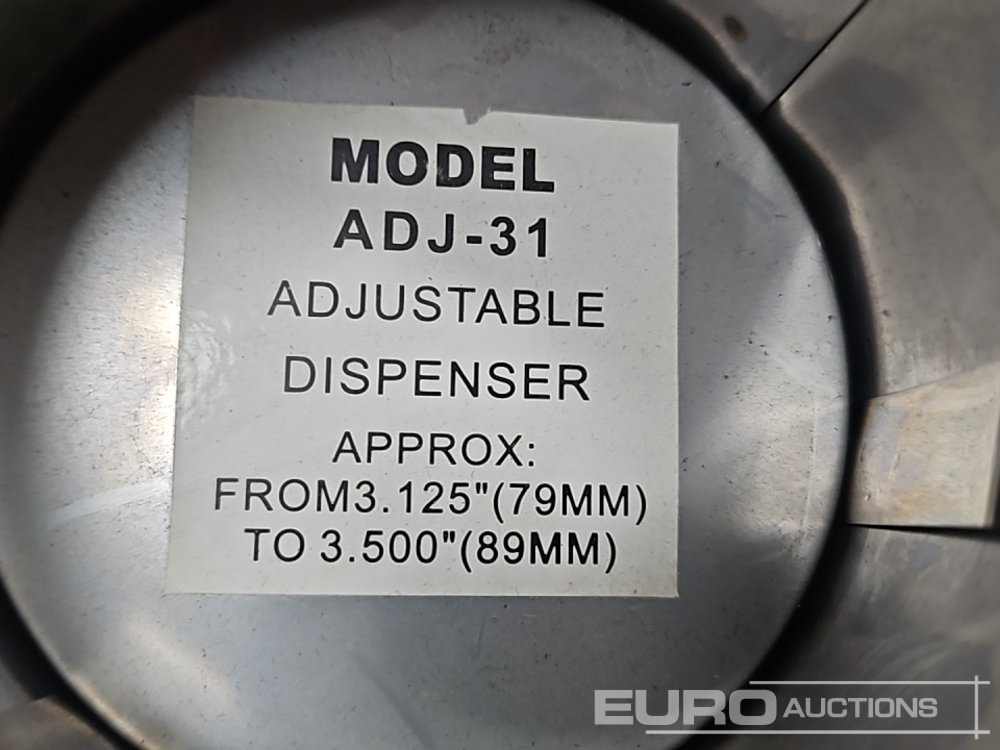 MODEL
ADJ-31
ADJUSTABLE
DISPENSER
APPROX:
FROM3.125"(79MM)
TO 3.500"(89MM)
EURO AUCTIONS